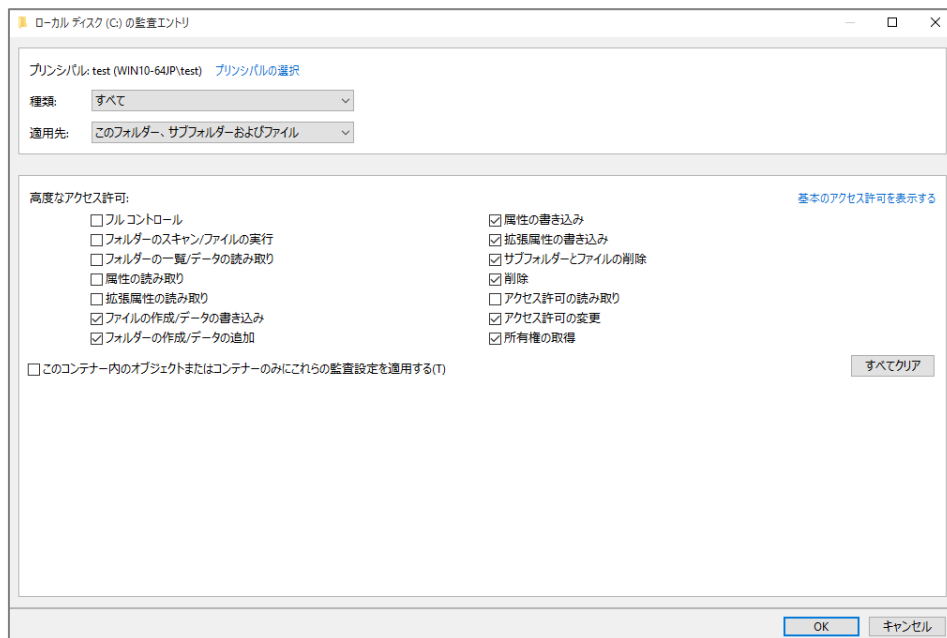 ローカル ディスク (C:) の監査エントリ
プリンシパル: test (WIN10-64JP\test) プリンシパルの選択
種類: すべて
適用先: このフォルダー、サブフォルダーおよびファイル
高度なアクセス許可: 基本のアクセス許可を表示する
フル コントロール
フォルダーのスキャン/ファイルの実行
フォルダーの一覧/データの読み取り
属性の読み取り
拡張属性の読み取り
ファイルの作成/データの書き込み
フォルダーの作成/データの追加
属性の書き込み
拡張属性の書き込み
サブフォルダーとファイルの削除
削除
アクセス許可の読み取り
アクセス許可の変更
所有権の取得
このコンテナー内のオブジェクトまたはコンテナーのみにこれらの監査設定を適用する(T)
すべてクリア
OK キャンセル